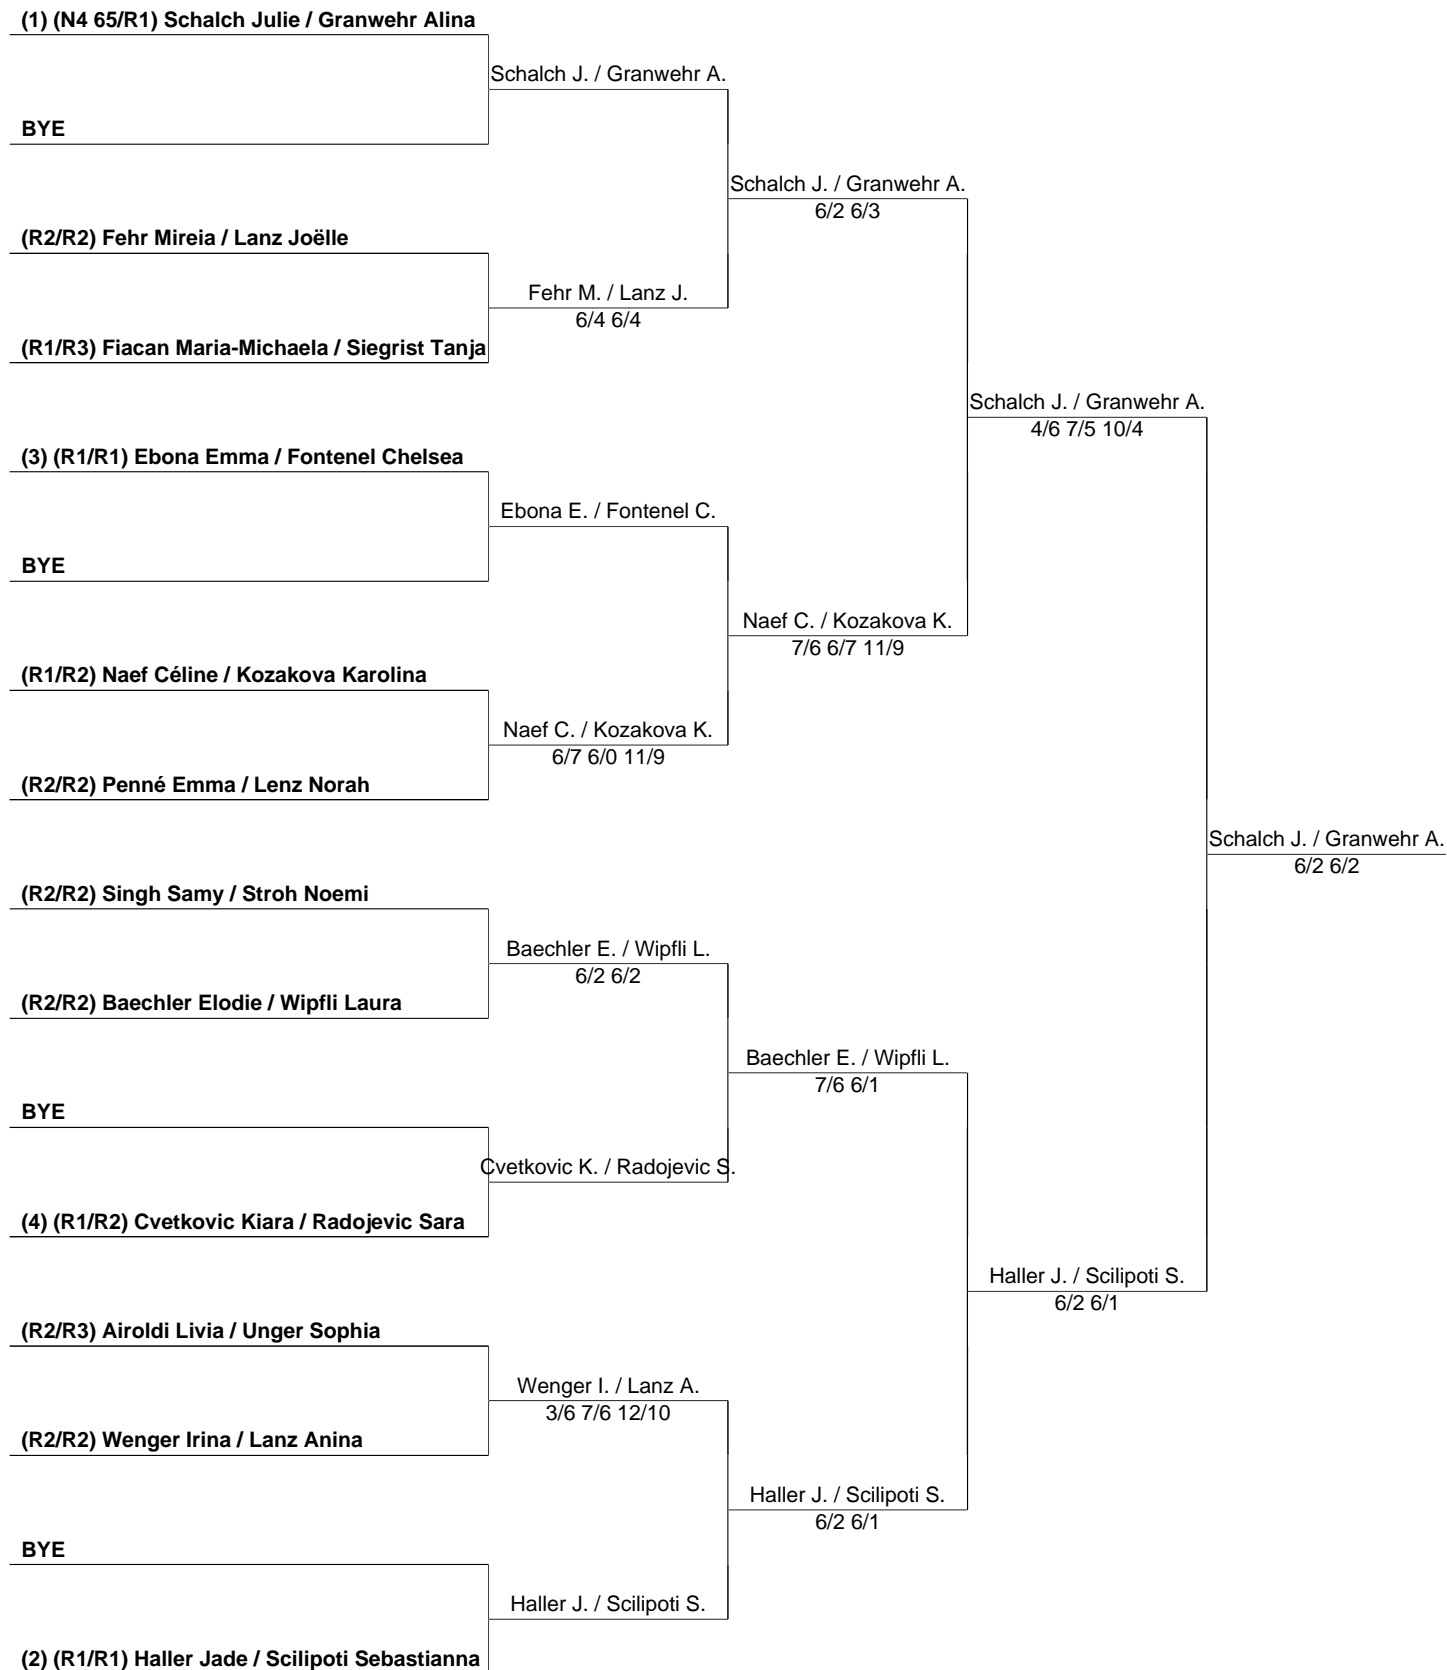 (1) (N4 65/R1) Schalch Julie / Granwehr Alina
Schalch J. / Granwehr A.
BYE
Schalch J. / Granwehr A.
6/2 6/3
(R2/R2) Fehr Mireia / Lanz Joëlle
Fehr M. / Lanz J.
6/4 6/4
(R1/R3) Fiacan Maria-Michaela / Siegrist Tanja
Schalch J. / Granwehr A.
4/6 7/5 10/4
(3) (R1/R1) Ebona Emma / Fontenel Chelsea
Ebona E. / Fontenel C.
BYE
Naef C. / Kozakova K.
7/6 6/7 11/9
(R1/R2) Naef Céline / Kozakova Karolina
Naef C. / Kozakova K.
6/7 6/0 11/9
(R2/R2) Penné Emma / Lenz Norah
Schalch J. / Granwehr A.
6/2 6/2
(R2/R2) Singh Samy / Stroh Noemi
Baechler E. / Wipfli L.
6/2 6/2
(R2/R2) Baechler Elodie / Wipfli Laura
Baechler E. / Wipfli L.
7/6 6/1
BYE
Cvetkovic K. / Radojevic S.
(4) (R1/R2) Cvetkovic Kiara / Radojevic Sara
Haller J. / Scilipoti S.
6/2 6/1
(R2/R3) Airoldi Livia / Unger Sophia
Wenger I. / Lanz A.
3/6 7/6 12/10
(R2/R2) Wenger Irina / Lanz Anina
Haller J. / Scilipoti S.
6/2 6/1
BYE
Haller J. / Scilipoti S.
(2) (R1/R1) Haller Jade / Scilipoti Sebastianna